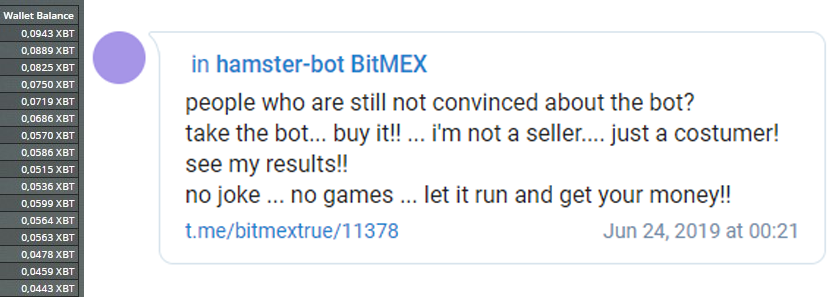 Wallet Balance
0,0943 XBT
0,0889 XBT
0,0825 XBT
0,0750 XBT
0,0719 XBT
0,0686 XBT
0,0570 XBT
0,0586 XBT
0,0515 XBT
0,0536 XBT
0,0599 XBT
0,0564 XBT
0,0563 XBT
0,0478 XBT
0,0459 XBT
0,0443 XBT
in hamster-bot BitMEX
people who are still not convinced about the bot?
take the bot... buy it!! ... i'm not a seller.... just a costumer!
see my results!!
no joke ... no games ... let it run and get your money!!
t.me/bitmextrue/11378 Jun 24, 2019 at 00:21